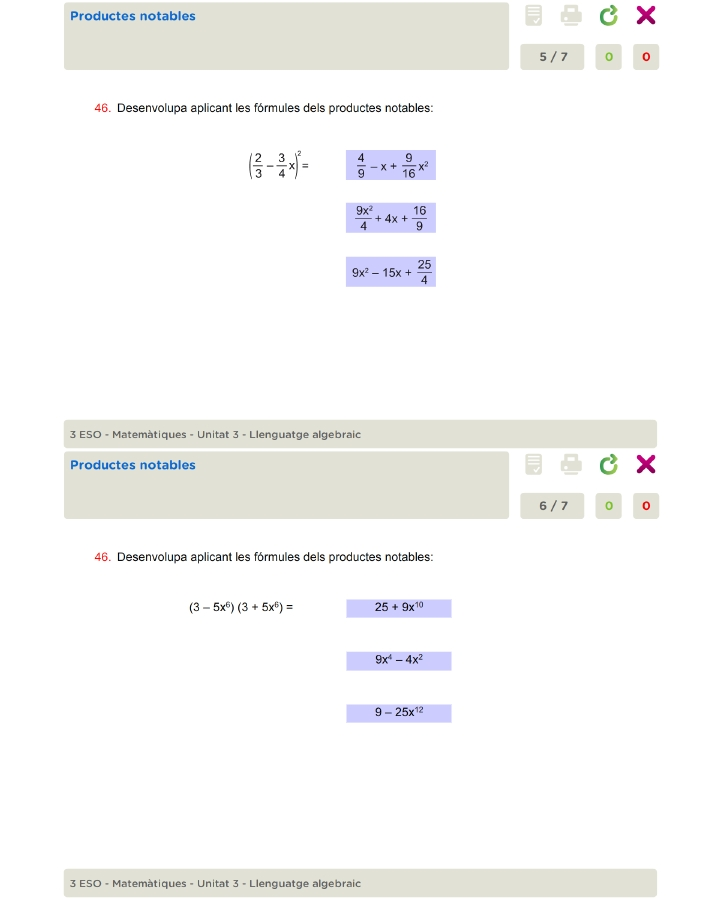 Productes notables
5 / 7
0
0
46. Desenvolupa aplicant les fórmules dels productes notables:
(2/3 − 3/4 x)² =
4/9 − x + 9/16 x²
9x²/4 + 4x + 16/9
9x² − 15x + 25/4
3 ESO - Matemàtiques - Unitat 3 - Llenguatge algebraic
Productes notables
6 / 7
0
0
46. Desenvolupa aplicant les fórmules dels productes notables:
(3 − 5x⁶) (3 + 5x⁶) =
25 + 9x¹⁰
9x⁴ − 4x²
9 − 25x¹²
3 ESO - Matemàtiques - Unitat 3 - Llenguatge algebraic